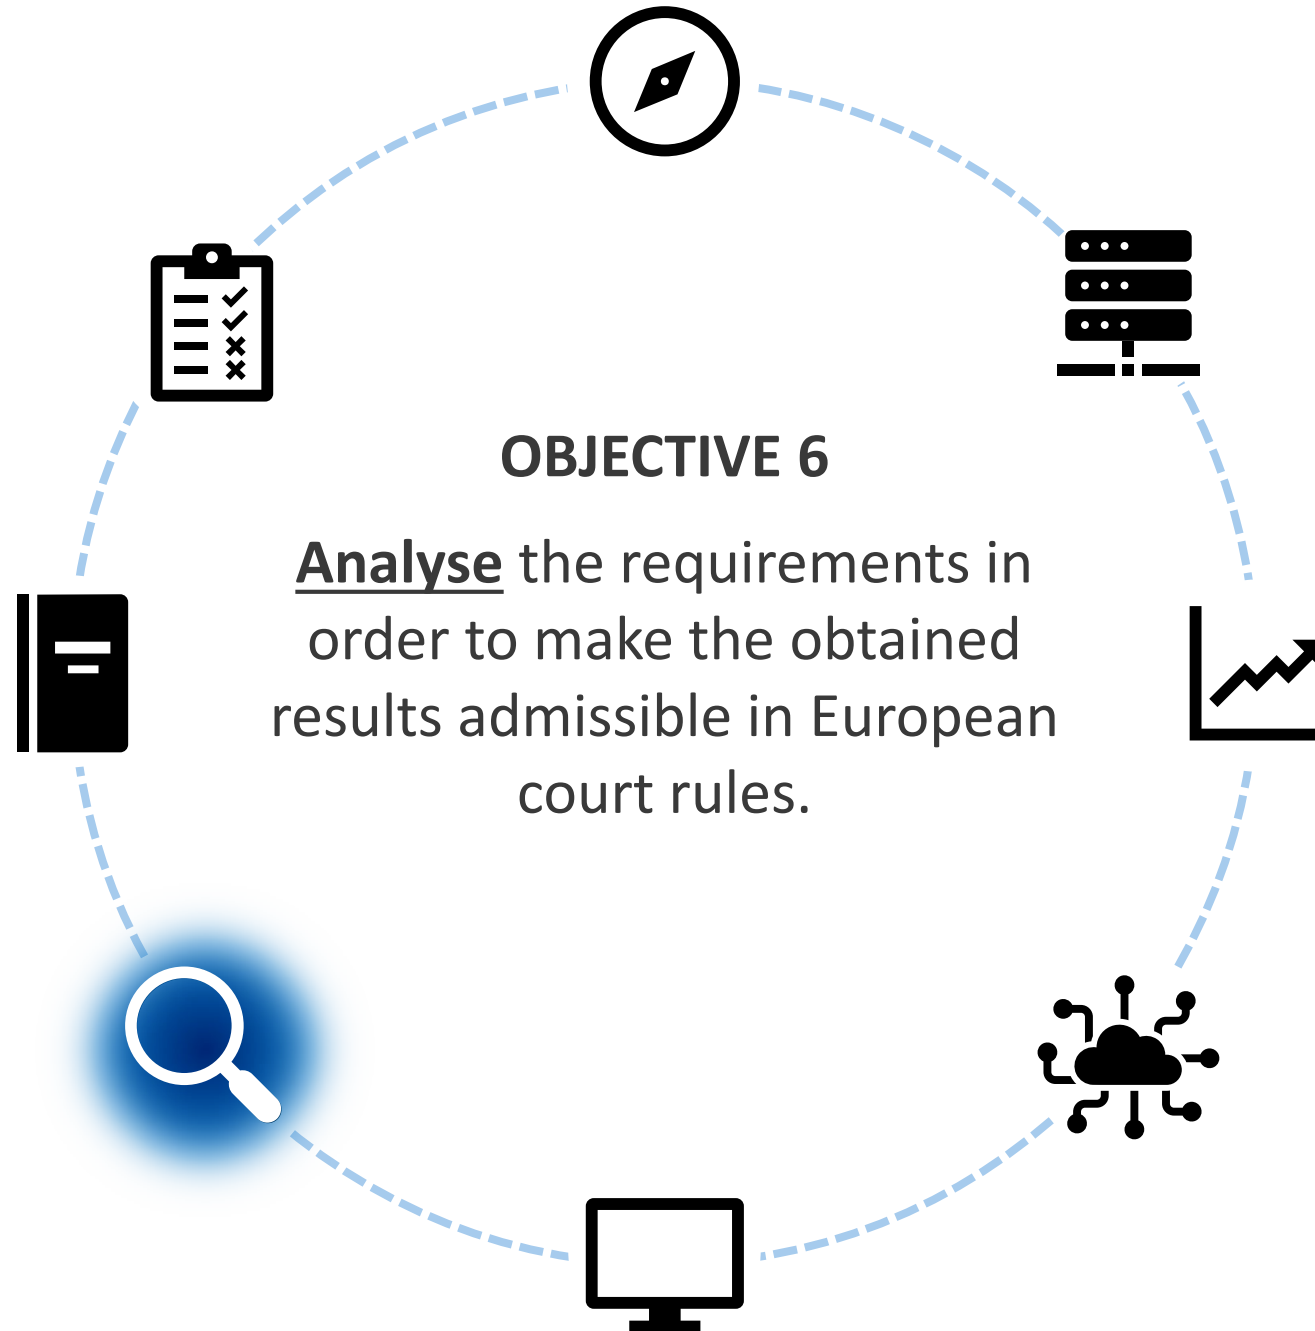 OBJECTIVE 6
Analyse the requirements in
order to make the obtained
results admissible in European
court rules.